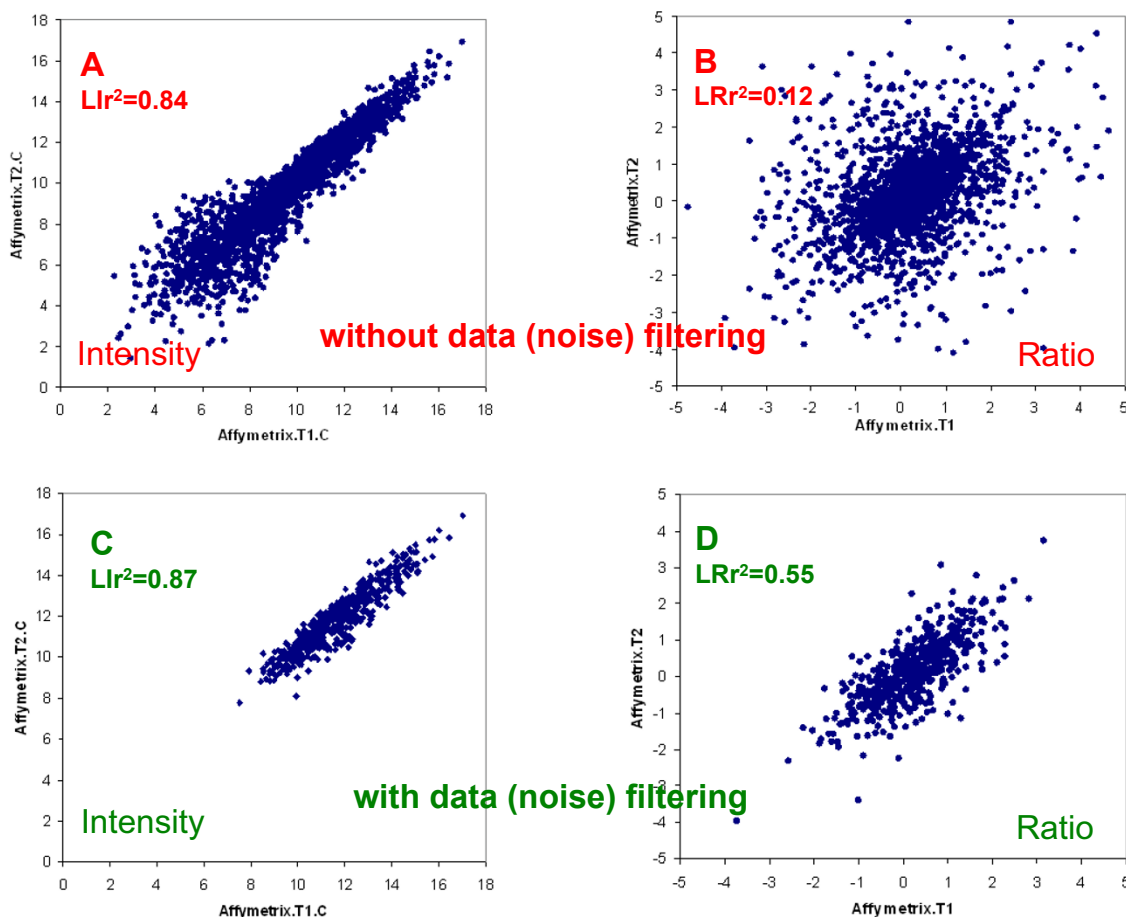 A
LIr²=0.84
18
16
14
12
10
8
6
4
2
0
Affymetrix.T2.C
0 2 4 6 8 10 12 14 16 18
Affymetrix.T1.C
Intensity
B
LRr²=0.12
5
4
3
2
1
0
-1
-2
-3
-4
-5
Affymetrix.T2
-5 -4 -3 -2 -1 0 1 2 3 4 5
Affymetrix.T1
Ratio
without data (noise) filtering
C
LIr²=0.87
18
16
14
12
10
8
6
4
2
0
Affymetrix.T2.C
0 2 4 6 8 10 12 14 16 18
Affymetrix.T1.C
Intensity
D
LRr²=0.55
5
4
3
2
1
0
-1
-2
-3
-4
-5
Affymetrix.T2
-5 -4 -3 -2 -1 0 1 2 3 4 5
Affymetrix.T1
Ratio
with data (noise) filtering